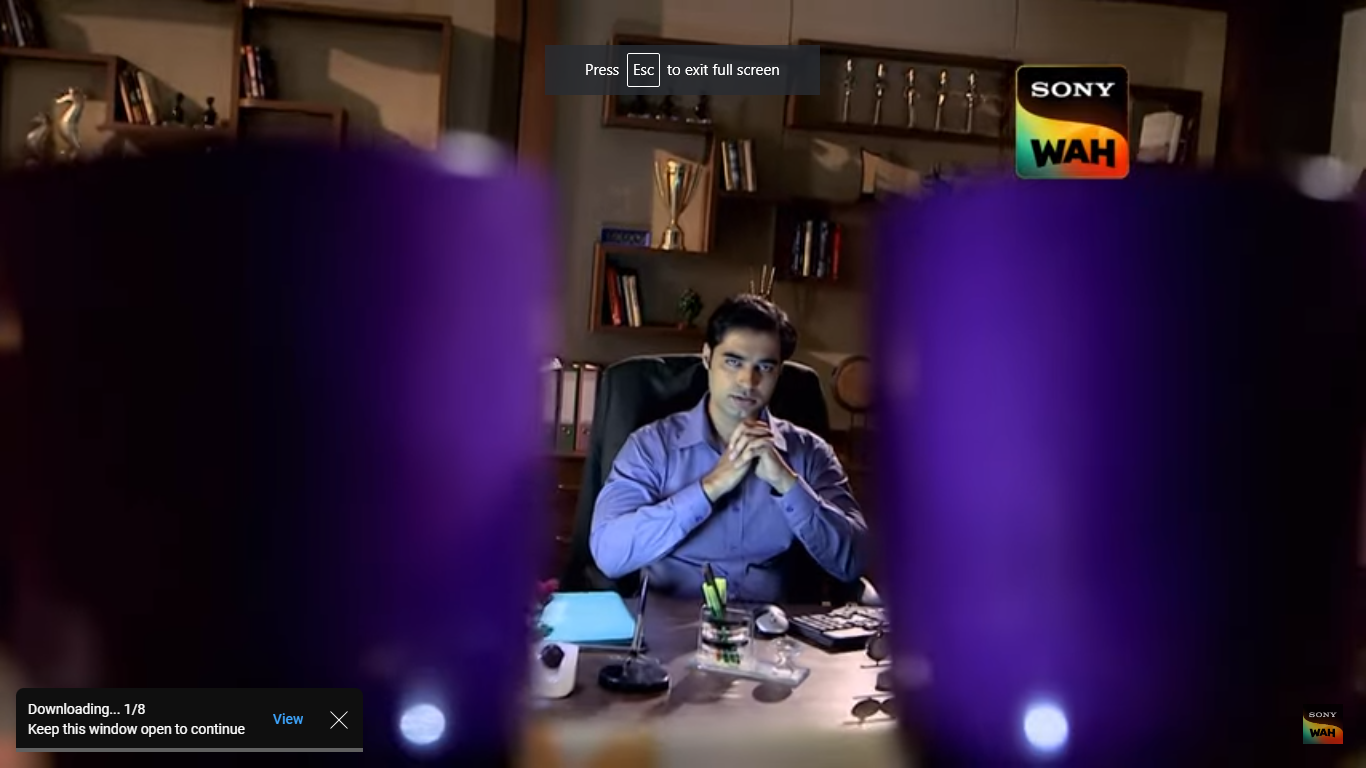 Press Esc to exit full screen
SONY
WAH
Downloading... 1/8
Keep this window open to continue
View
SONY
WAH